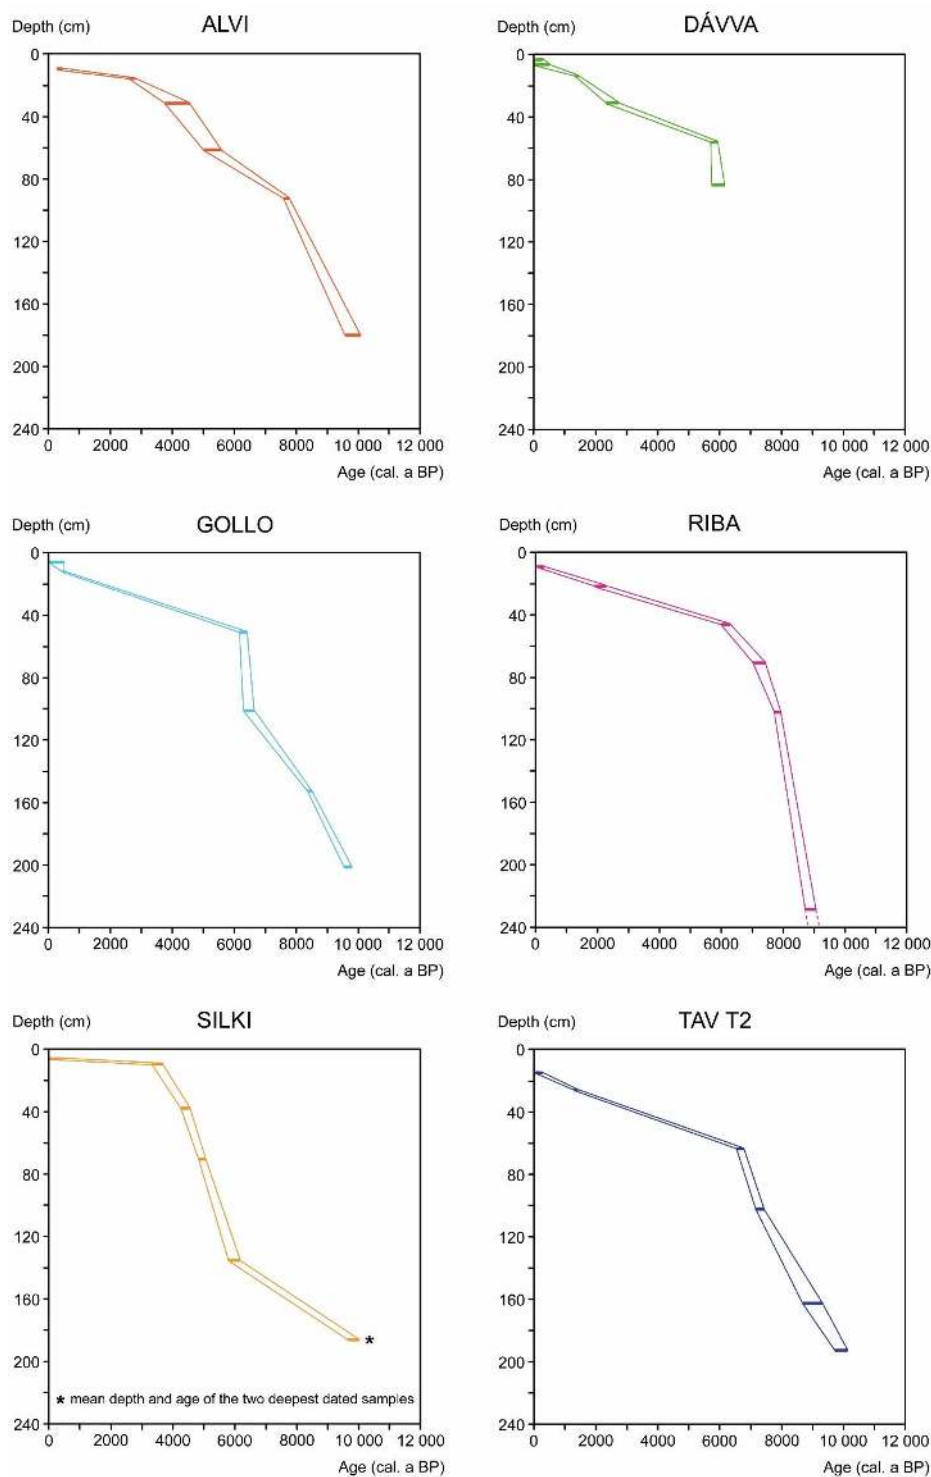 Depth (cm) ALVI
0
40
80
120
160
200
240
0 2000 4000 6000 8000 10 000 12 000
Age (cal. a BP)
Depth (cm) DÁVVA
0
40
80
120
160
200
240
0 2000 4000 6000 8000 10 000 12 000
Age (cal. a BP)
Depth (cm) GOLLO
0
40
80
120
160
200
240
0 2000 4000 6000 8000 10 000 12 000
Age (cal. a BP)
Depth (cm) RIBA
0
40
80
120
160
200
240
0 2000 4000 6000 8000 10 000 12 000
Age (cal. a BP)
Depth (cm) SILKI
0
40
80
120
160
*
200
* mean depth and age of the two deepest dated samples
240
0 2000 4000 6000 8000 10 000 12 000
Age (cal. a BP)
Depth (cm) TAV T2
0
40
80
120
160
200
240
0 2000 4000 6000 8000 10 000 12 000
Age (cal. a BP)